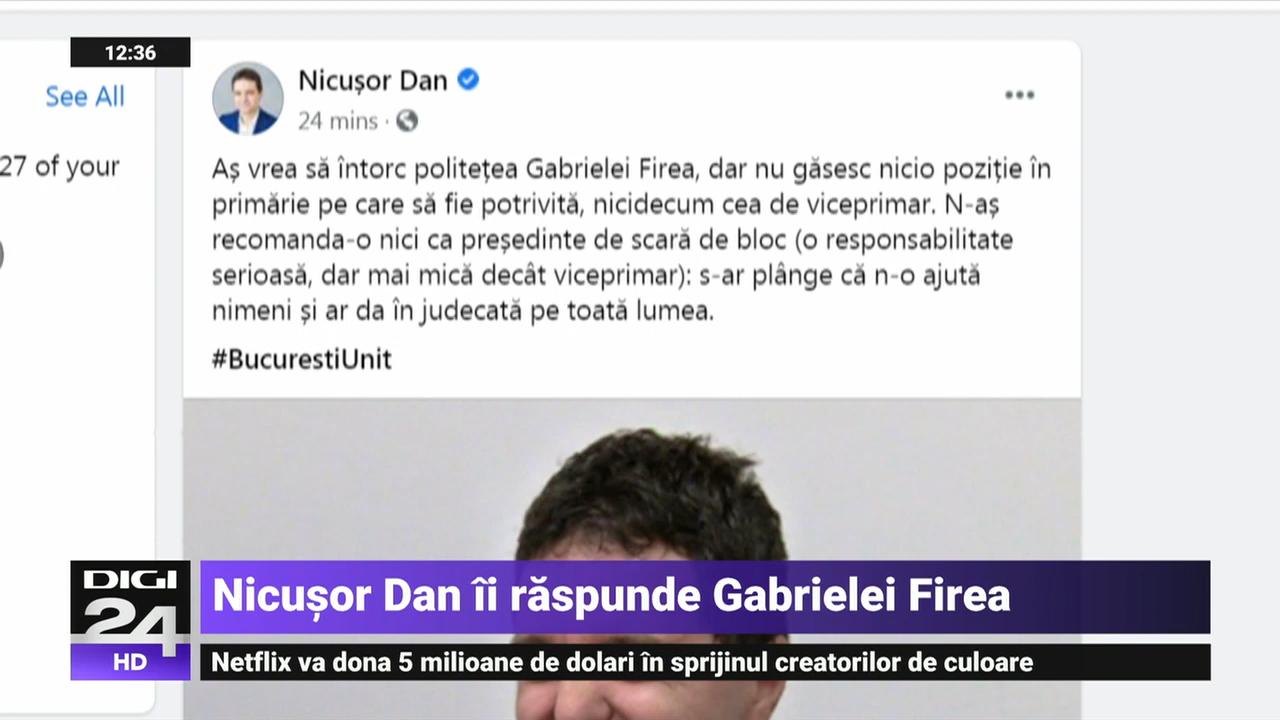 12:36
See All
27 of your
Nicușor Dan
24 mins ·
Aș vrea să întorc politețea Gabrielei Firea, dar nu găsesc nicio poziție în
primărie pe care să fie potrivită, nicidecum cea de viceprimar. N-aș
recomanda-o nici ca președinte de scară de bloc (o responsabilitate
serioasă, dar mai mică decât viceprimar): s-ar plânge că n-o ajută
nimeni și ar da în judecată pe toată lumea.
#BucurestiUnit
DIGI
24
HD
Nicușor Dan îi răspunde Gabrielei Firea
Netflix va dona 5 milioane de dolari în sprijinul creatorilor de culoare